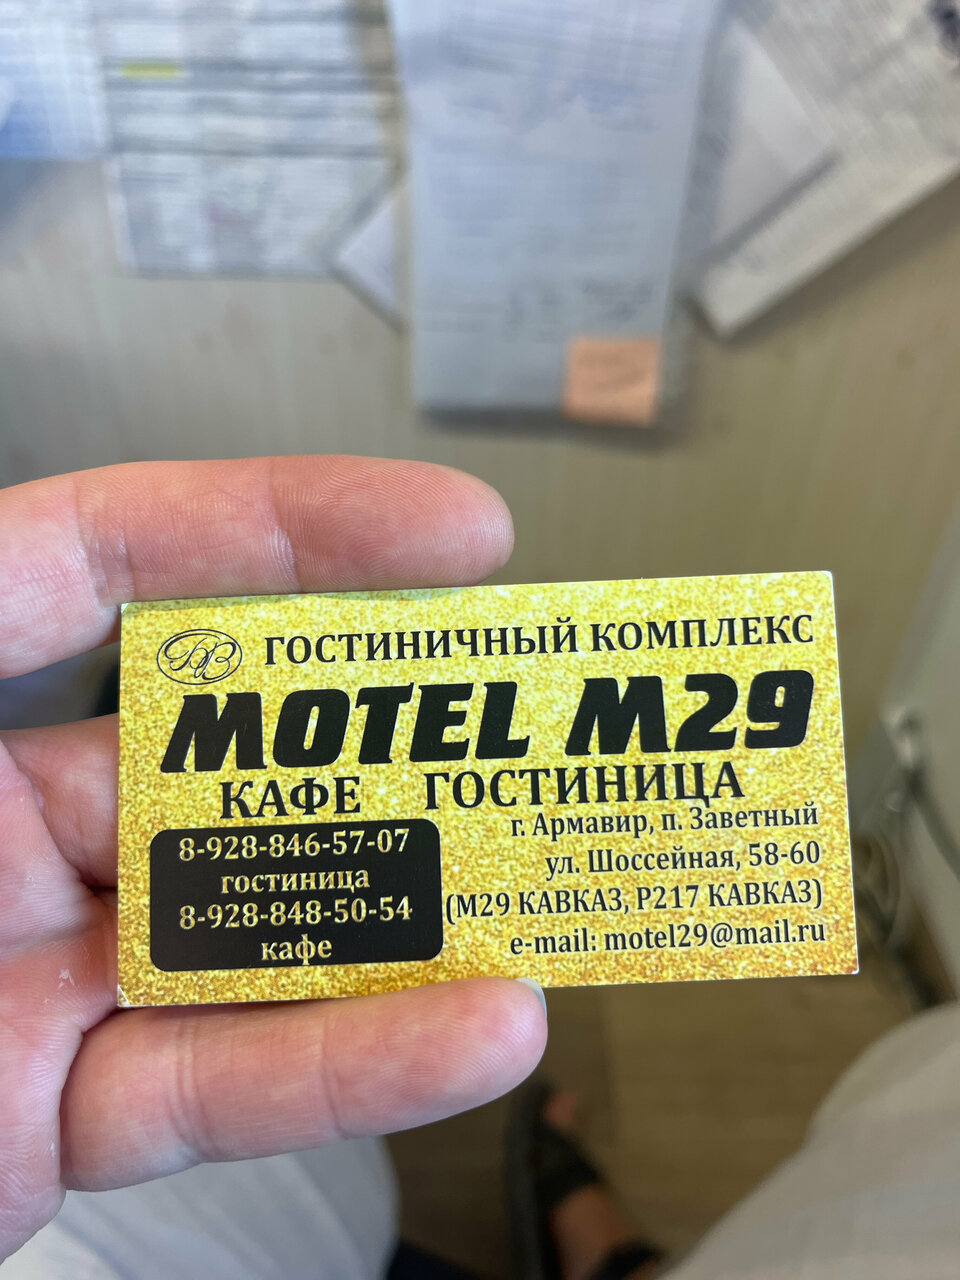 БВ
ГОСТИНИЧНЫЙ КОМПЛЕКС
MOTEL M29
КАФЕ ГОСТИНИЦА
8-928-846-57-07
гостиница
8-928-848-50-54
кафе
г. Армавир, п. Заветный
ул. Шоссейная, 58-60
(М29 КАВКАЗ, Р217 КАВКАЗ)
e-mail: motel29@mail.ru